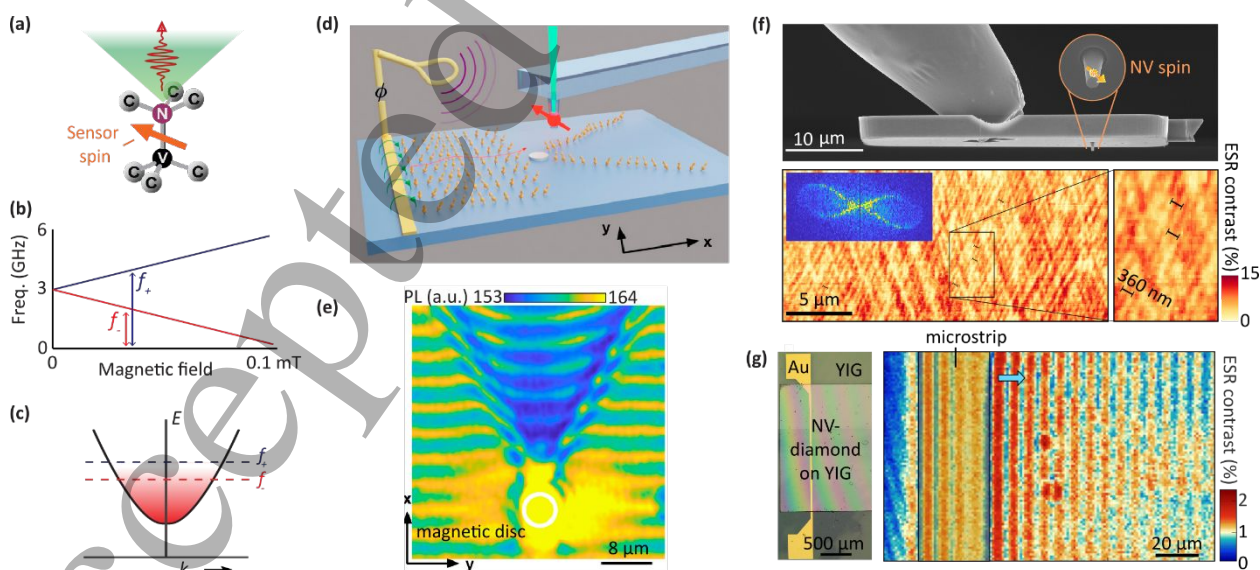 (a)
C
C
C
N
Sensor
spin
V
C
C
C
(b)
6
3
0
Freq. (GHz)
f+
f-
0
0.1 mT
Magnetic field
(c)
E
f+
f-
k
(d)
ϕ
y
x
(e)
PL (a.u.) 153
164
x
magnetic disc
y
8 μm
(f)
NV spin
10 μm
5 μm
360 nm
ESR contrast (%)
15
0
microstrip
(g)
Au
YIG
NV-
diamond
on YIG
500 μm
20 μm
ESR contrast (%)
2
1
0
Accepted